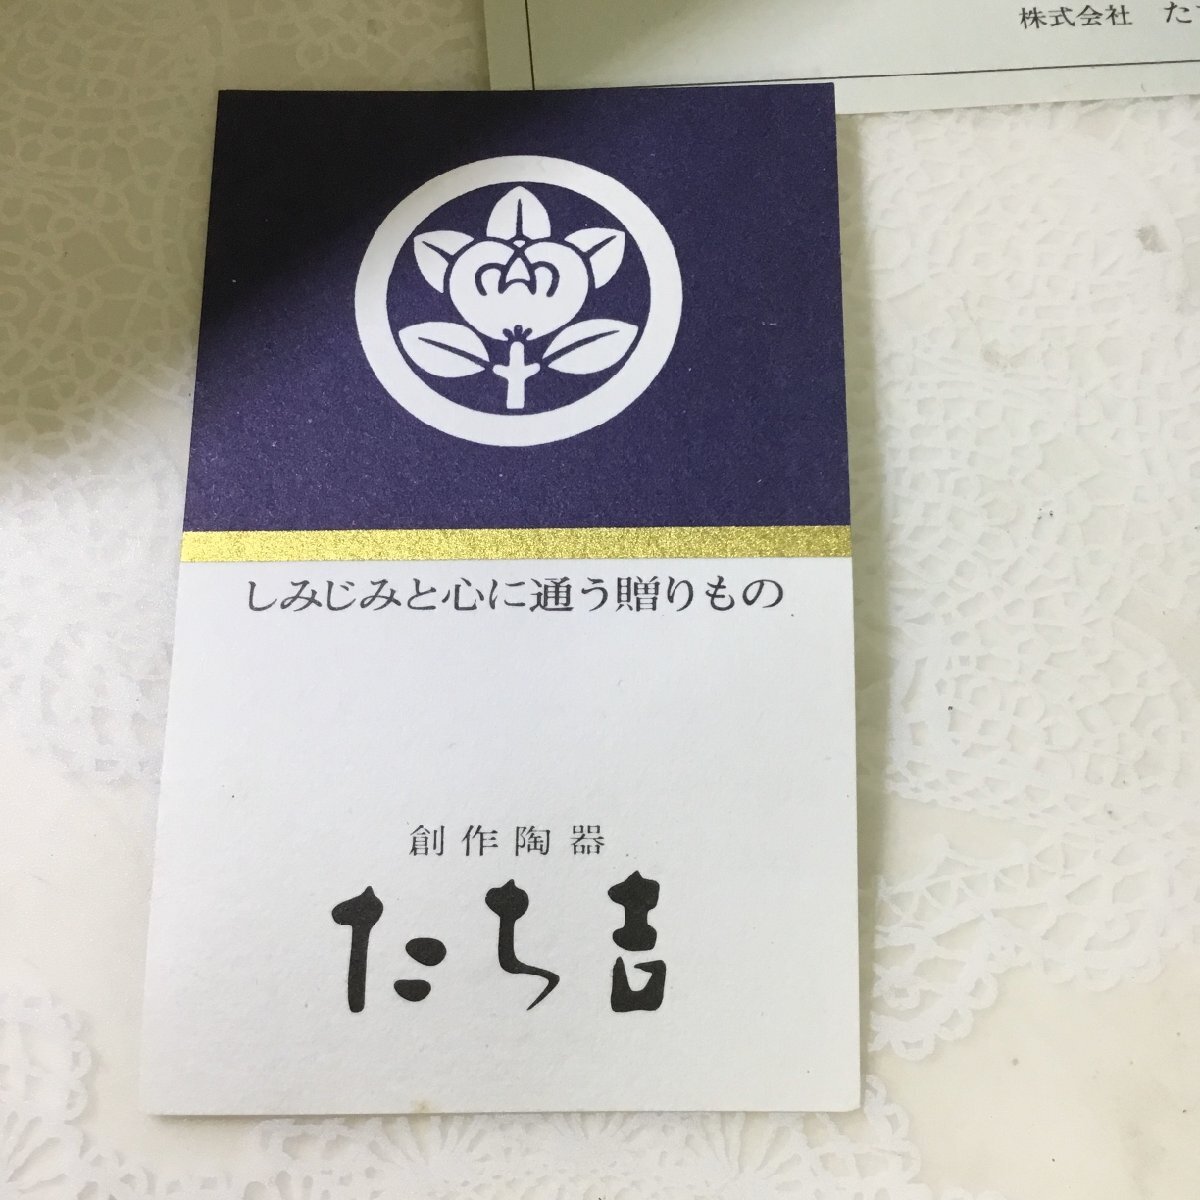 株式会社 た
しみじみと心に通う贈りもの
創作陶器
たち吉